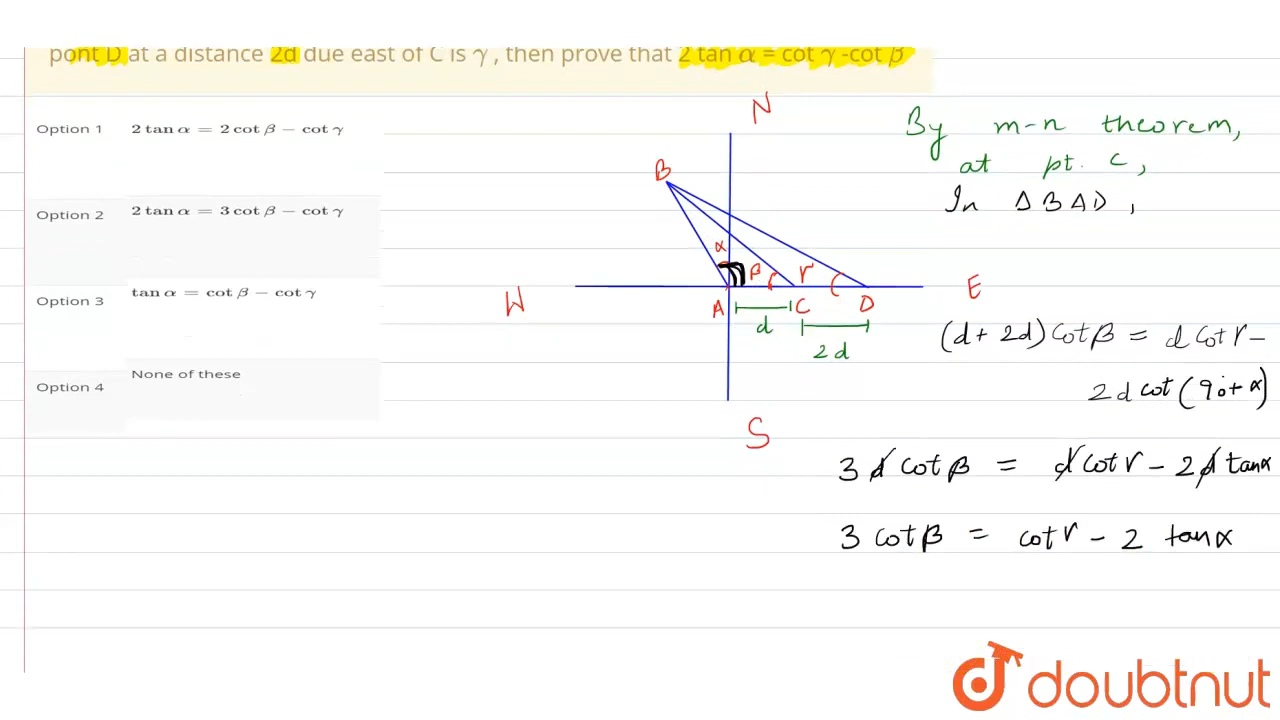 pont D at a distance 2d due east of C is γ , then prove that 2 tan α = cot γ -cot β
Option 1 2 tan α = 2 cot β − cot γ
Option 2 2 tan α = 3 cot β − cot γ
Option 3 tan α = cot β − cot γ
Option 4 None of these
N
B
α
β
r
W
A
C
D
E
d
2d
S
By m-n theorem,
at pt. C,
In Δ BAD,
(d + 2d) cot β = d cot r −
2d cot (90 + α)
3 d cot β = d cot r − 2 d tan α
3 cot β = cot r − 2 tan α
doubtnut